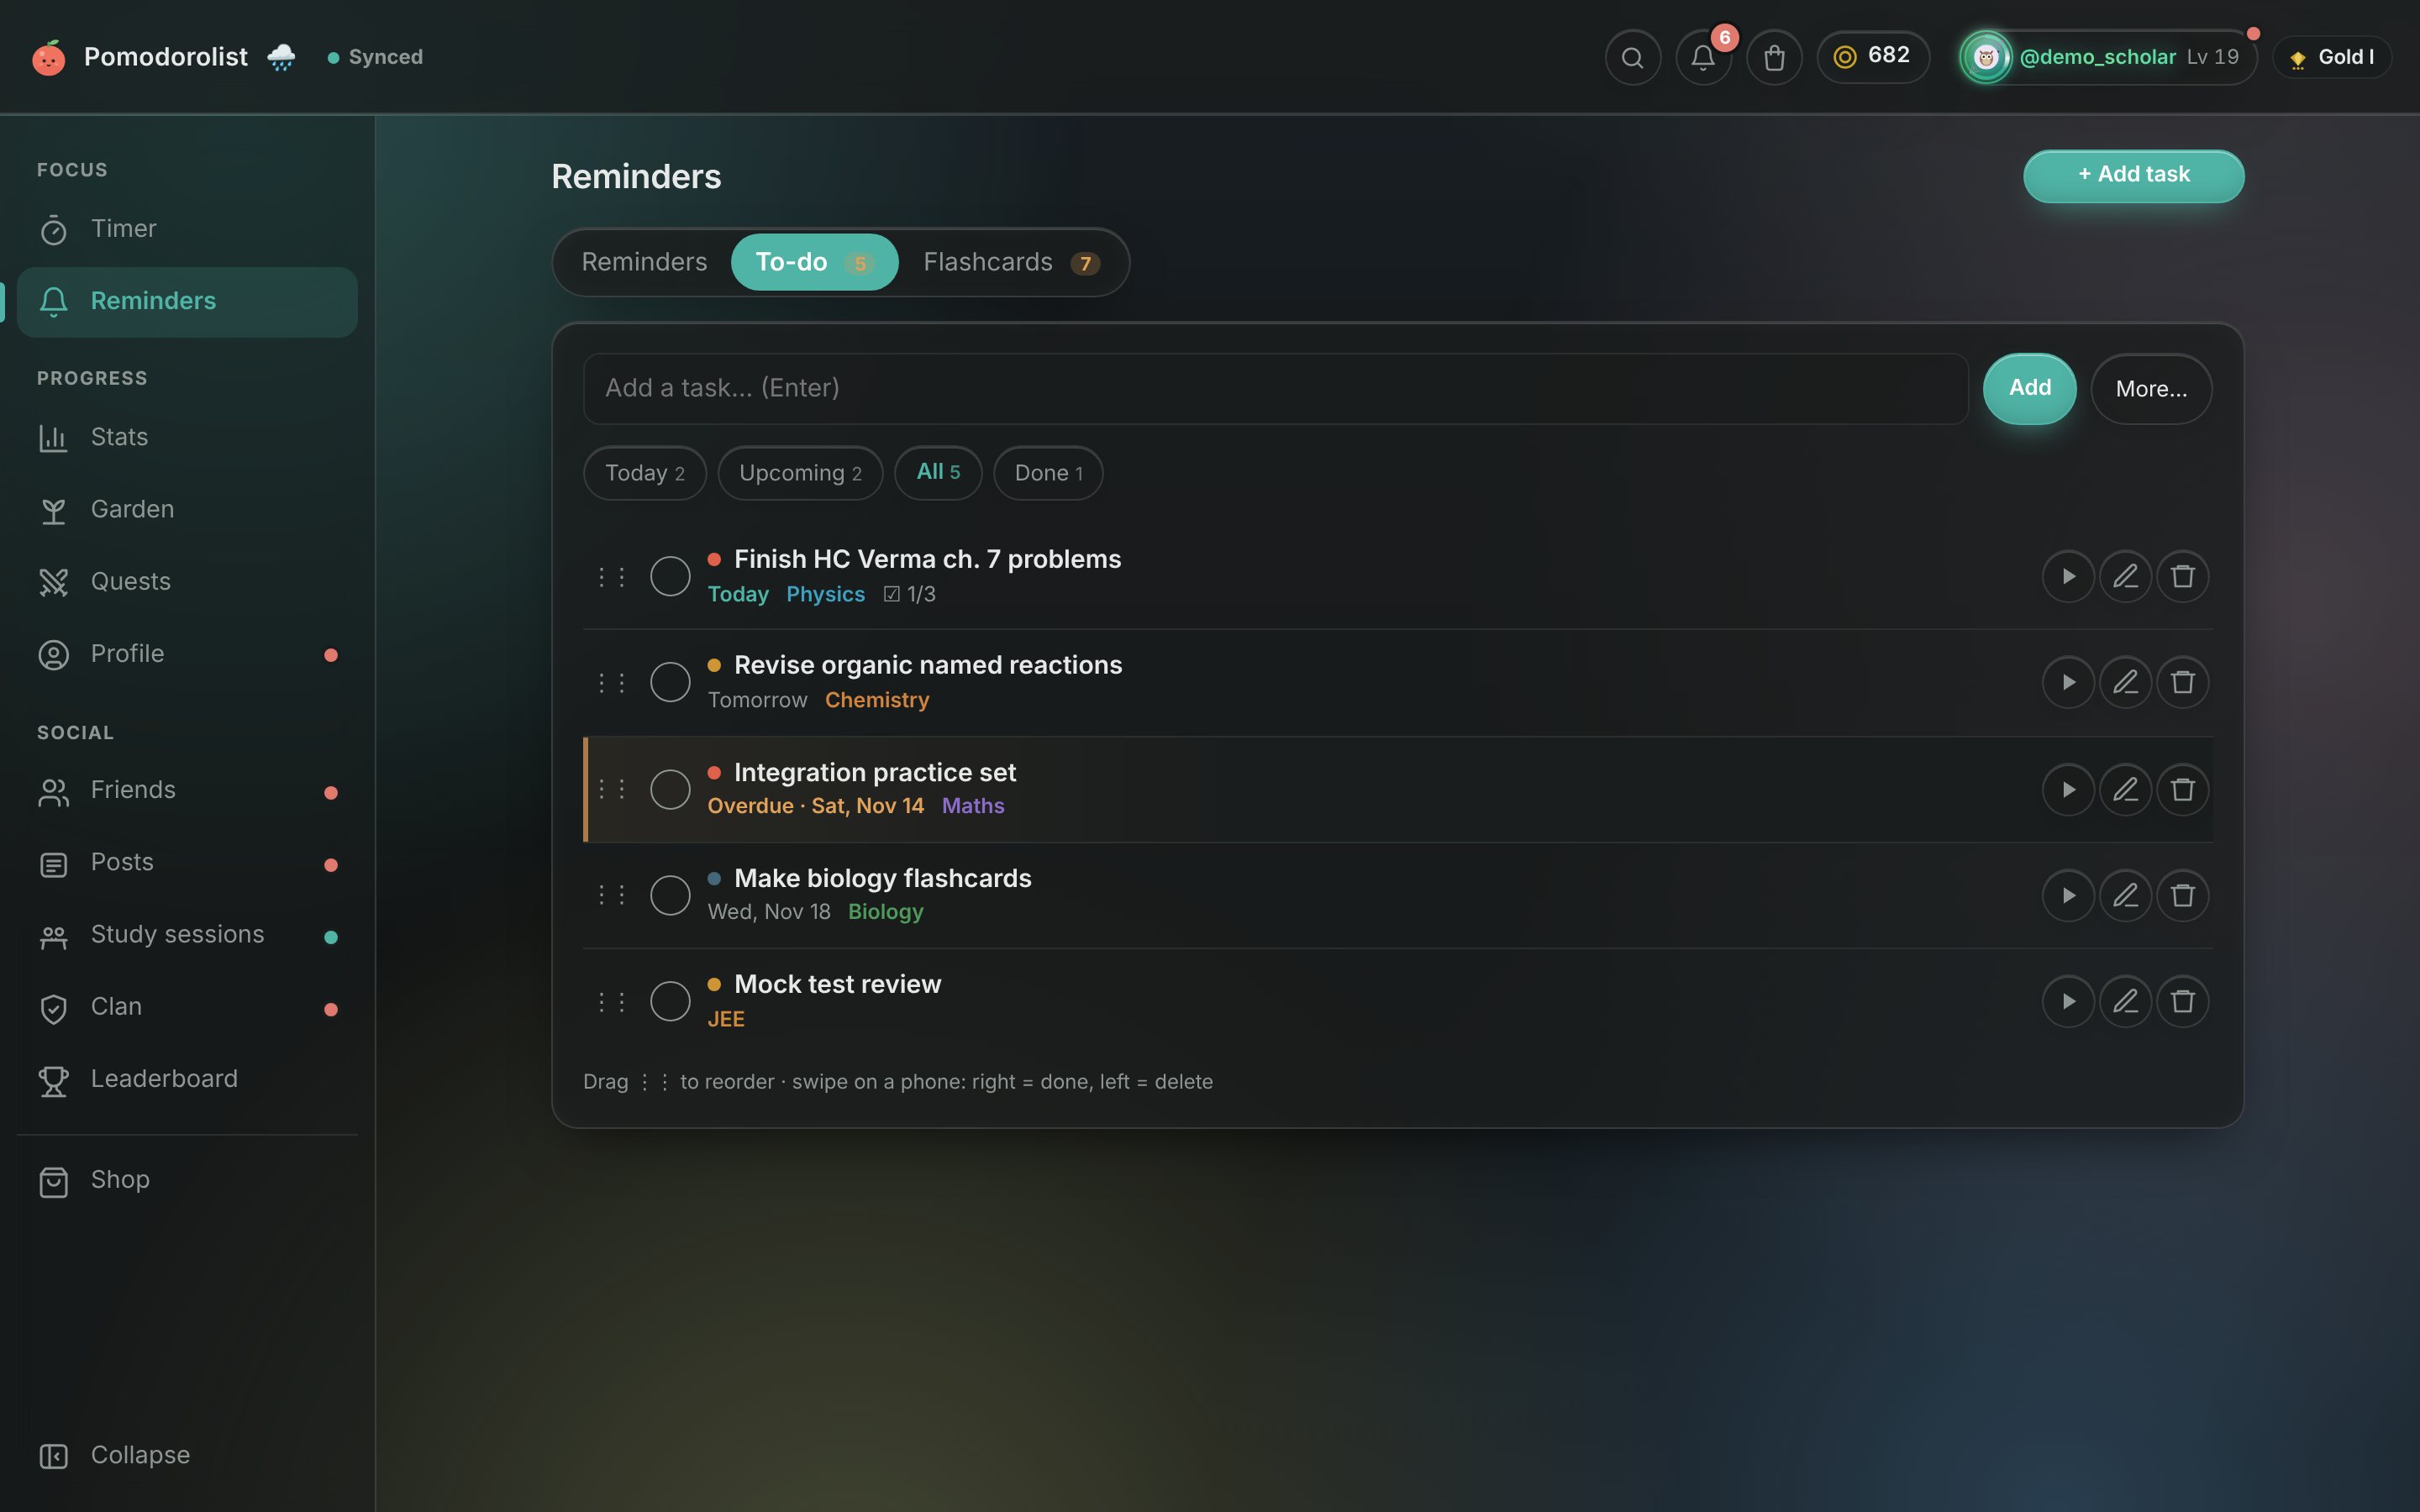 Pomodorolist
Synced
6
682
@demo_scholar Lv 19
Gold I
FOCUS
Timer
Reminders
PROGRESS
Stats
Garden
Quests
Profile
SOCIAL
Friends
Posts
Study sessions
Clan
Leaderboard
Shop
Collapse
Reminders
+ Add task
Reminders To-do 5 Flashcards 7
Add a task... (Enter)
Add
More...
Today 2 Upcoming 2 All 5 Done 1
Finish HC Verma ch. 7 problems
Today Physics ☑ 1/3
Revise organic named reactions
Tomorrow Chemistry
Integration practice set
Overdue · Sat, Nov 14 Maths
Make biology flashcards
Wed, Nov 18 Biology
Mock test review
JEE
Drag ⋮⋮ to reorder · swipe on a phone: right = done, left = delete